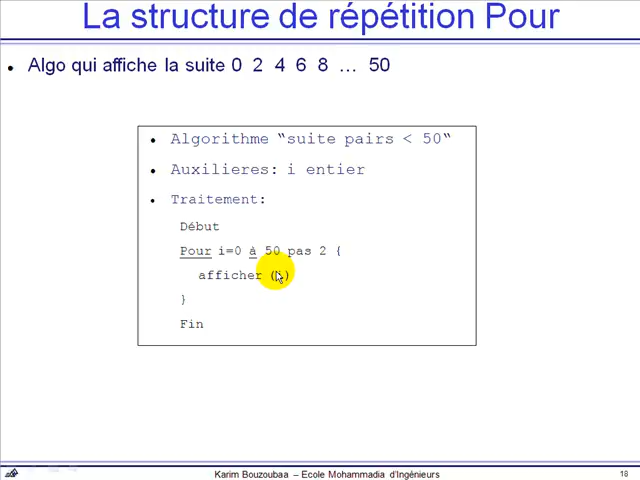 La structure de répétition Pour
• Algo qui affiche la suite 0 2 4 6 8 … 50
• Algorithme "suite pairs < 50"
• Auxilieres: i entier
• Traitement:
Début
Pour i=0 à 50 pas 2 {
afficher (i)
}
Fin
Karim Bouzoubaa – Ecole Mohammadia d'Ingénieurs
18